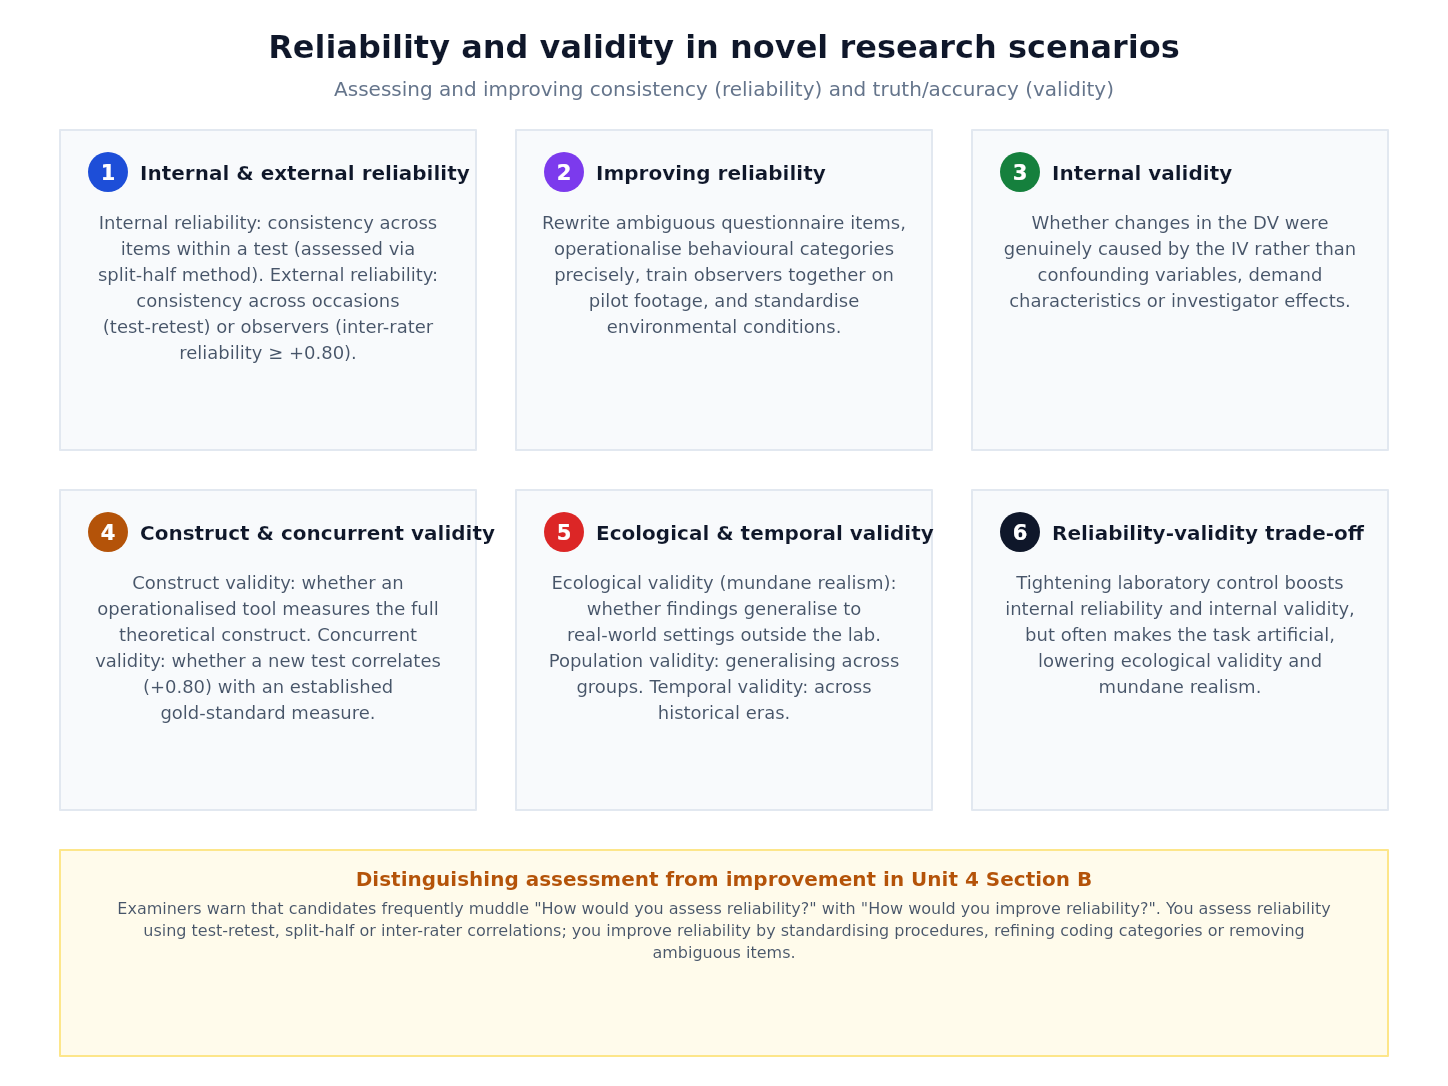 Reliability and validity in novel research scenarios
Assessing and improving consistency (reliability) and truth/accuracy (validity)
1 Internal & external reliability
Internal reliability: consistency across
items within a test (assessed via
split-half method). External reliability:
consistency across occasions
(test-retest) or observers (inter-rater
reliability ≥ +0.80).
2 Improving reliability
Rewrite ambiguous questionnaire items,
operationalise behavioural categories
precisely, train observers together on
pilot footage, and standardise
environmental conditions.
3 Internal validity
Whether changes in the DV were
genuinely caused by the IV rather than
confounding variables, demand
characteristics or investigator effects.
4 Construct & concurrent validity
Construct validity: whether an
operationalised tool measures the full
theoretical construct. Concurrent
validity: whether a new test correlates
(+0.80) with an established
gold-standard measure.
5 Ecological & temporal validity
Ecological validity (mundane realism):
whether findings generalise to
real-world settings outside the lab.
Population validity: generalising across
groups. Temporal validity: across
historical eras.
6 Reliability-validity trade-off
Tightening laboratory control boosts
internal reliability and internal validity,
but often makes the task artificial,
lowering ecological validity and
mundane realism.
Distinguishing assessment from improvement in Unit 4 Section B
Examiners warn that candidates frequently muddle "How would you assess reliability?" with "How would you improve reliability?". You assess reliability
using test-retest, split-half or inter-rater correlations; you improve reliability by standardising procedures, refining coding categories or removing
ambiguous items.